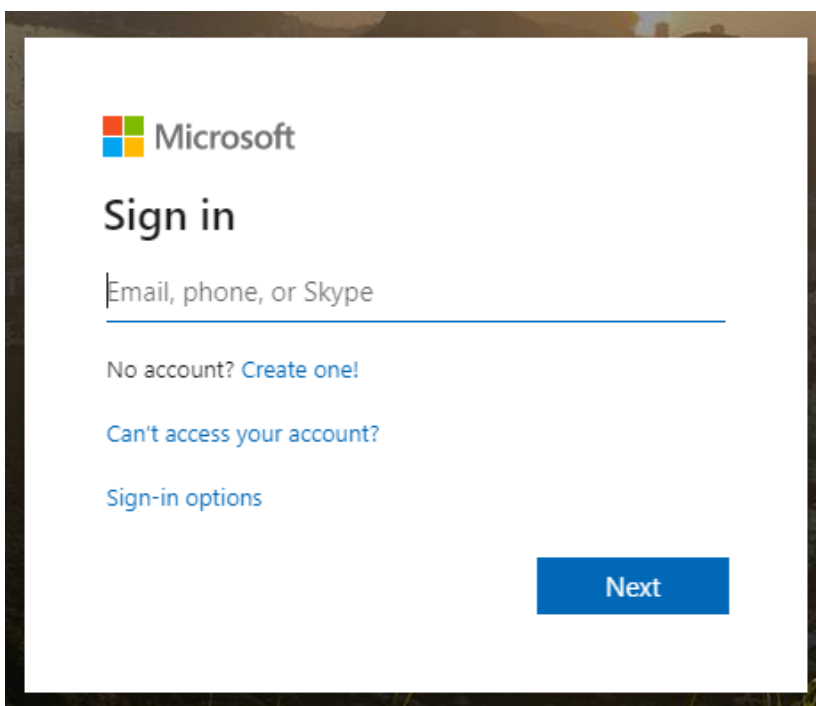 Microsoft
Sign in
Email, phone, or Skype
No account? Create one!
Can't access your account?
Sign-in options
Next